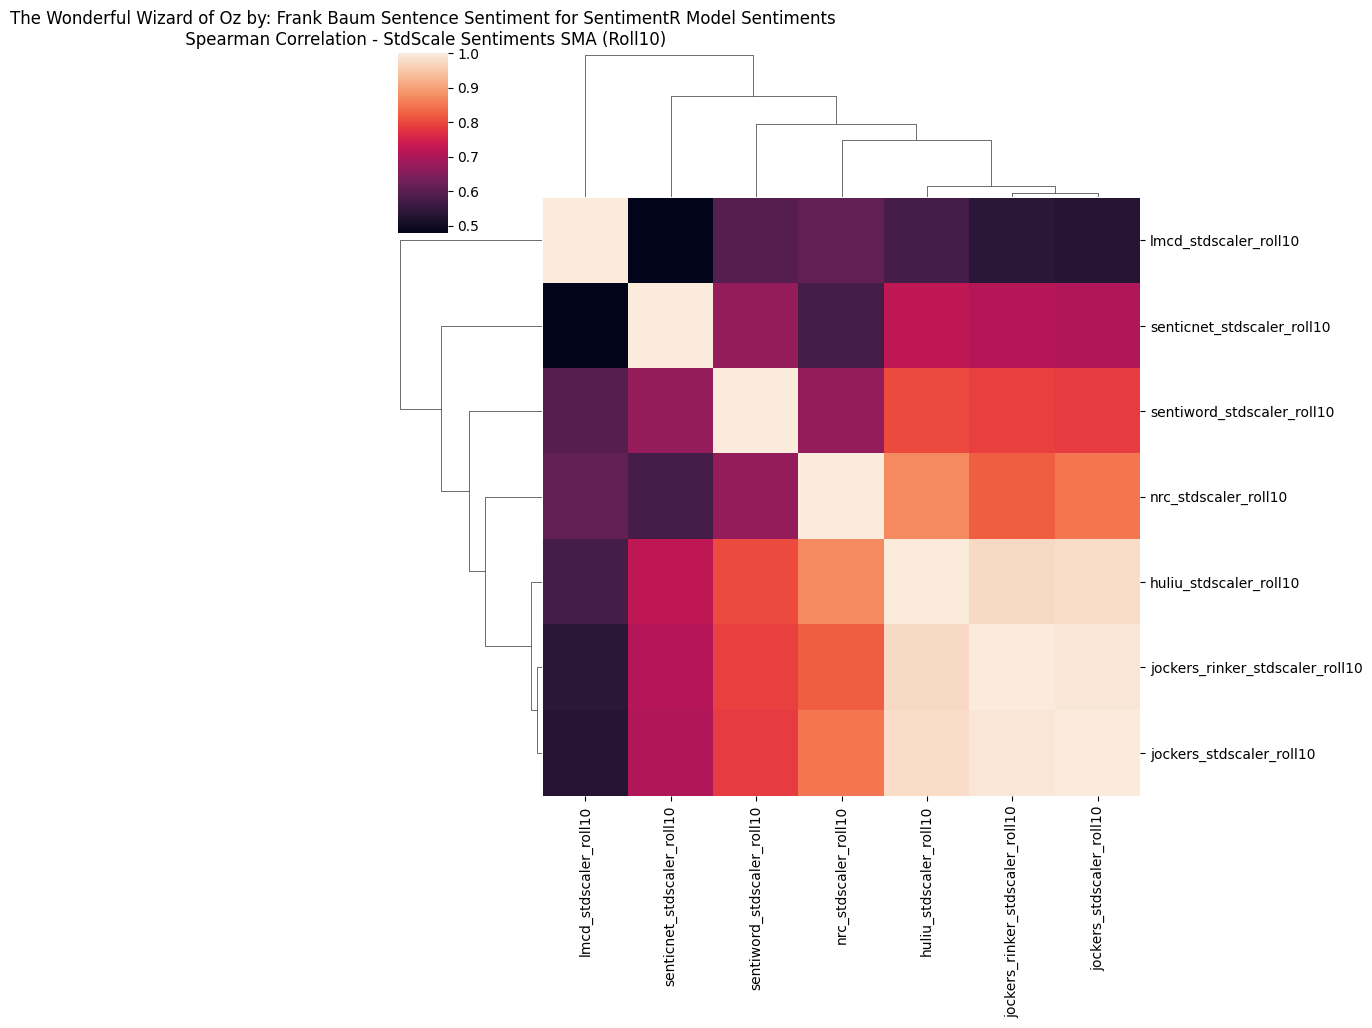 The Wonderful Wizard of Oz by: Frank Baum Sentence Sentiment for SentimentR Model Sentiments
Spearman Correlation - StdScale Sentiments SMA (Roll10)
1.0
0.9
0.8
0.7
0.6
0.5
lmcd_stdscaler_roll10
senticnet_stdscaler_roll10
sentiword_stdscaler_roll10
nrc_stdscaler_roll10
huliu_stdscaler_roll10
jockers_rinker_stdscaler_roll10
jockers_stdscaler_roll10
lmcd_stdscaler_roll10
senticnet_stdscaler_roll10
sentiword_stdscaler_roll10
nrc_stdscaler_roll10
huliu_stdscaler_roll10
jockers_rinker_stdscaler_roll10
jockers_stdscaler_roll10